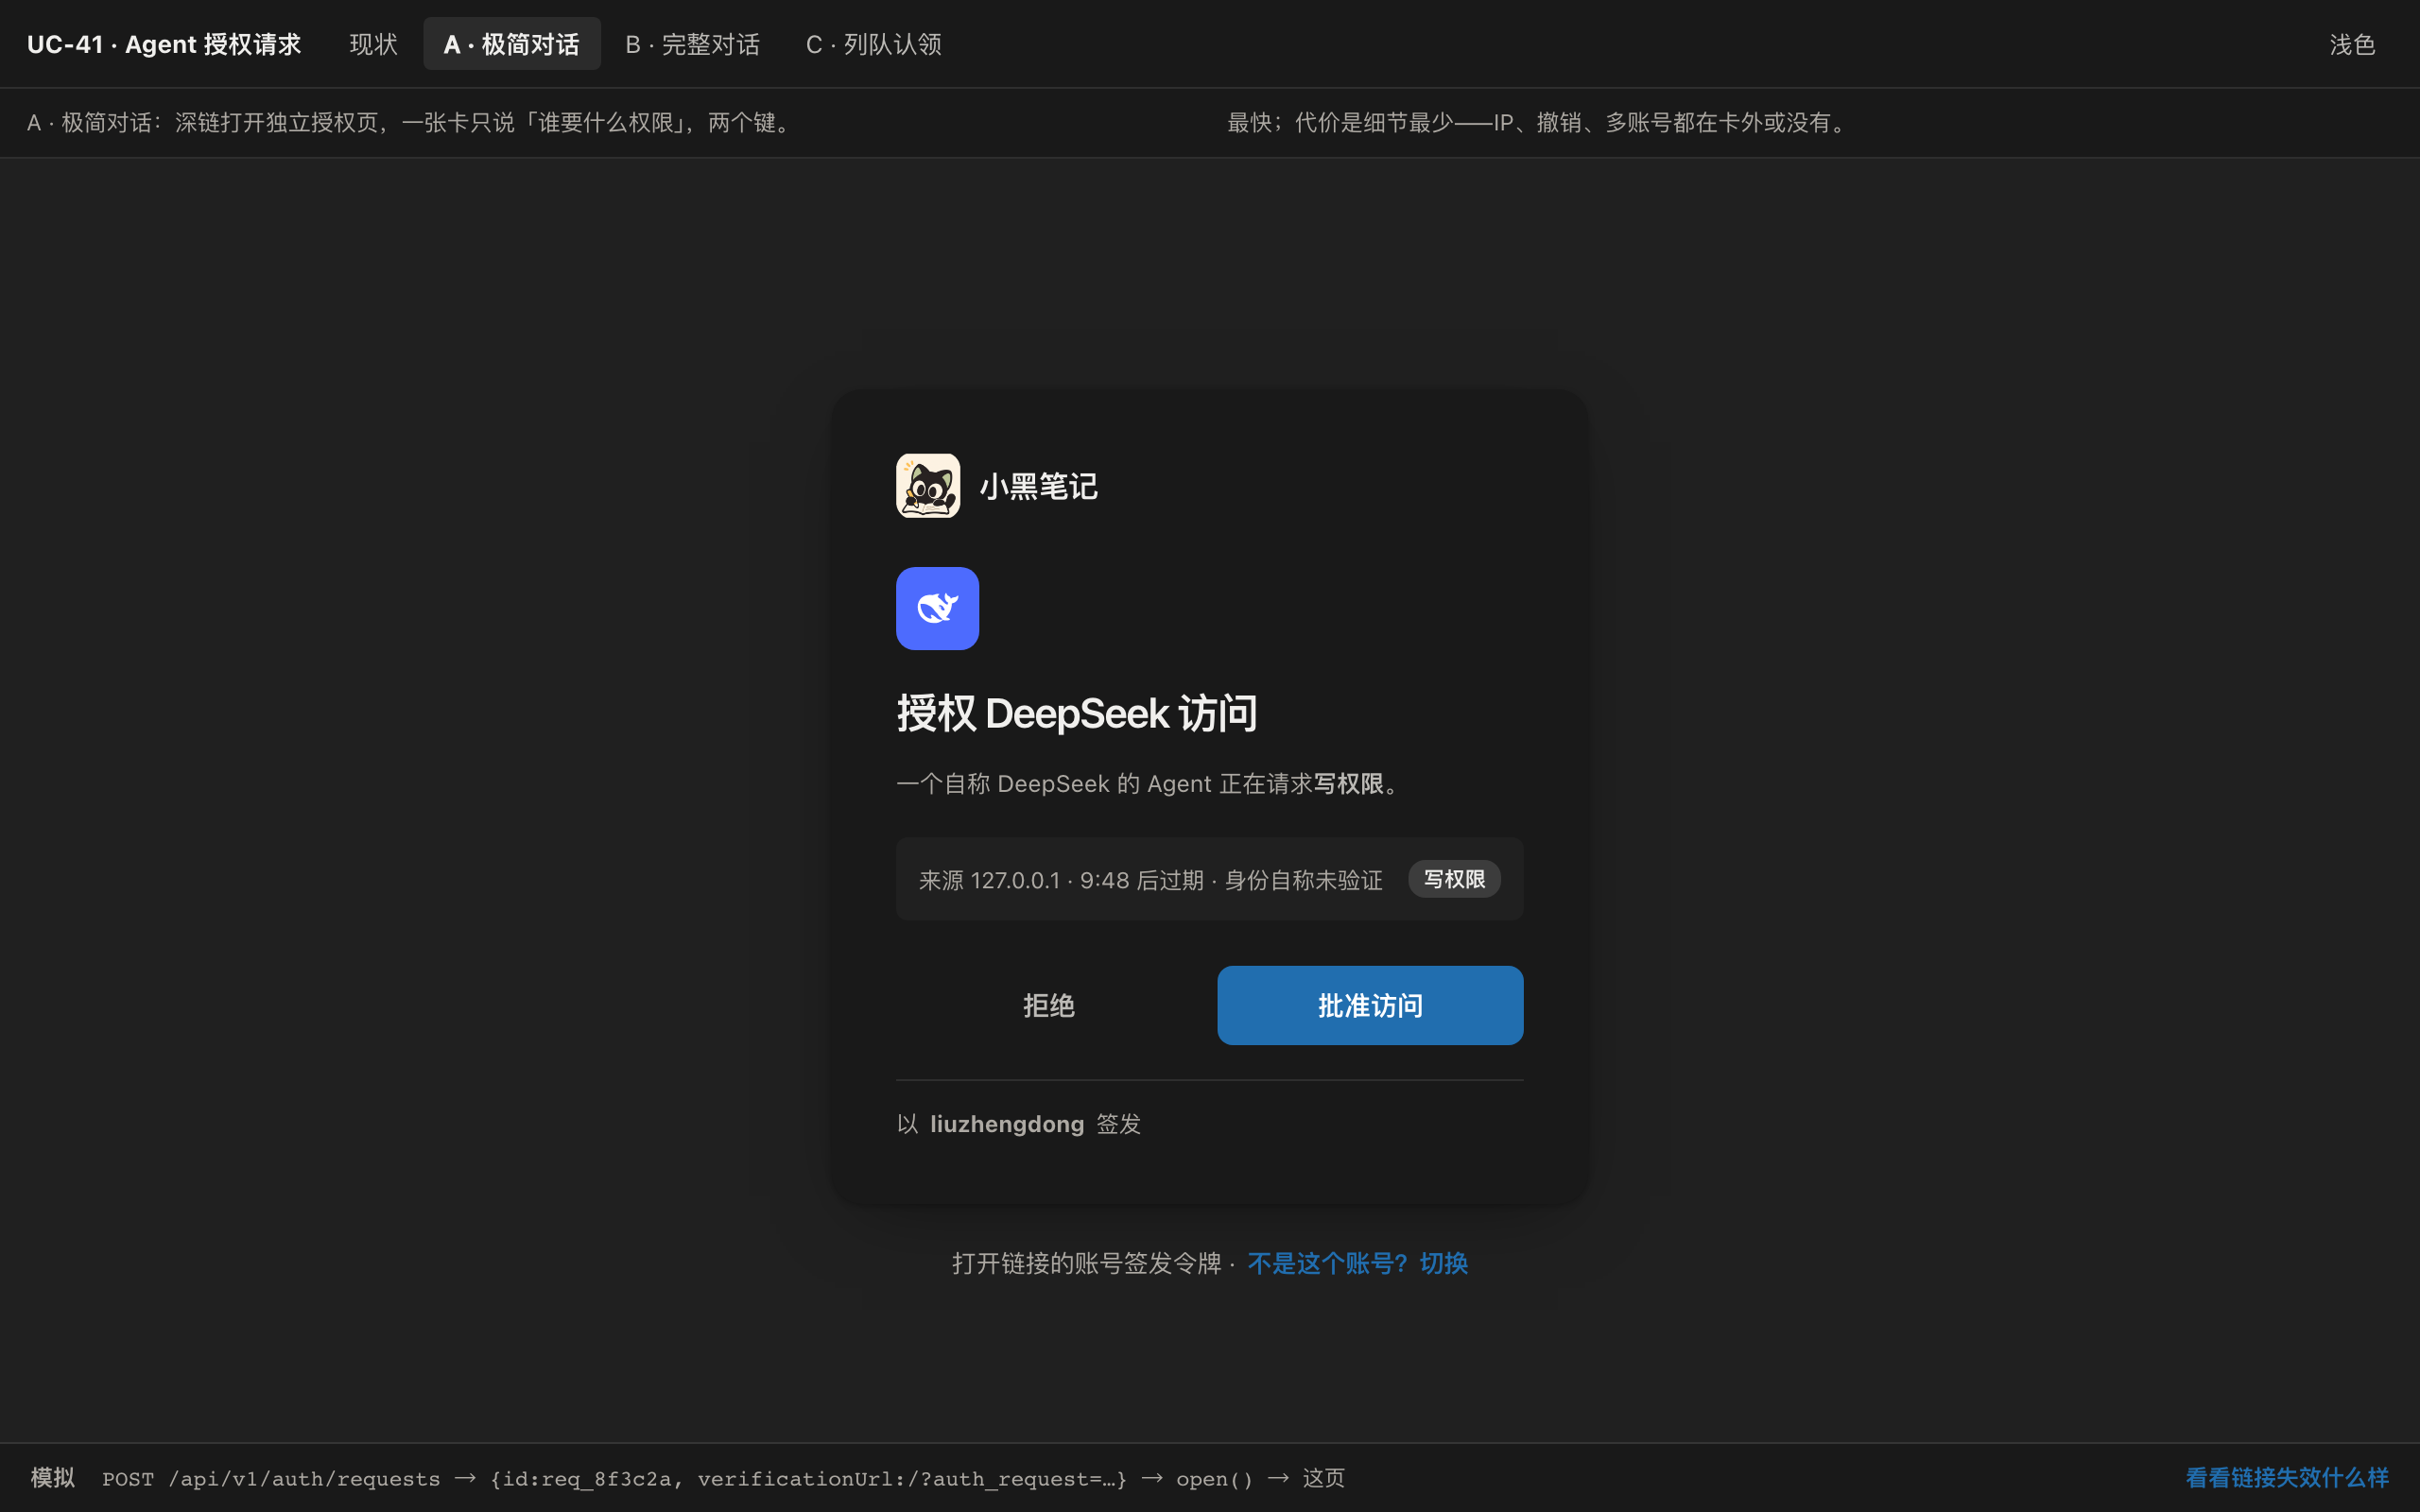 UC-41 · Agent 授权请求 现状 A · 极简对话 B · 完整对话 C · 列队认领 浅色
A · 极简对话：深链打开独立授权页，一张卡只说「谁要什么权限」，两个键。 最快；代价是细节最少——IP、撤销、多账号都在卡外或没有。
小黑笔记
授权 DeepSeek 访问
一个自称 DeepSeek 的 Agent 正在请求写权限。
来源 127.0.0.1 · 9:48 后过期 · 身份自称未验证 写权限
拒绝 批准访问
以 liuzhengdong 签发
打开链接的账号签发令牌 · 不是这个账号？切换
模拟 POST /api/v1/auth/requests → {id:req_8f3c2a, verificationUrl:/?auth_request=…} → open() → 这页 看看链接失效什么样